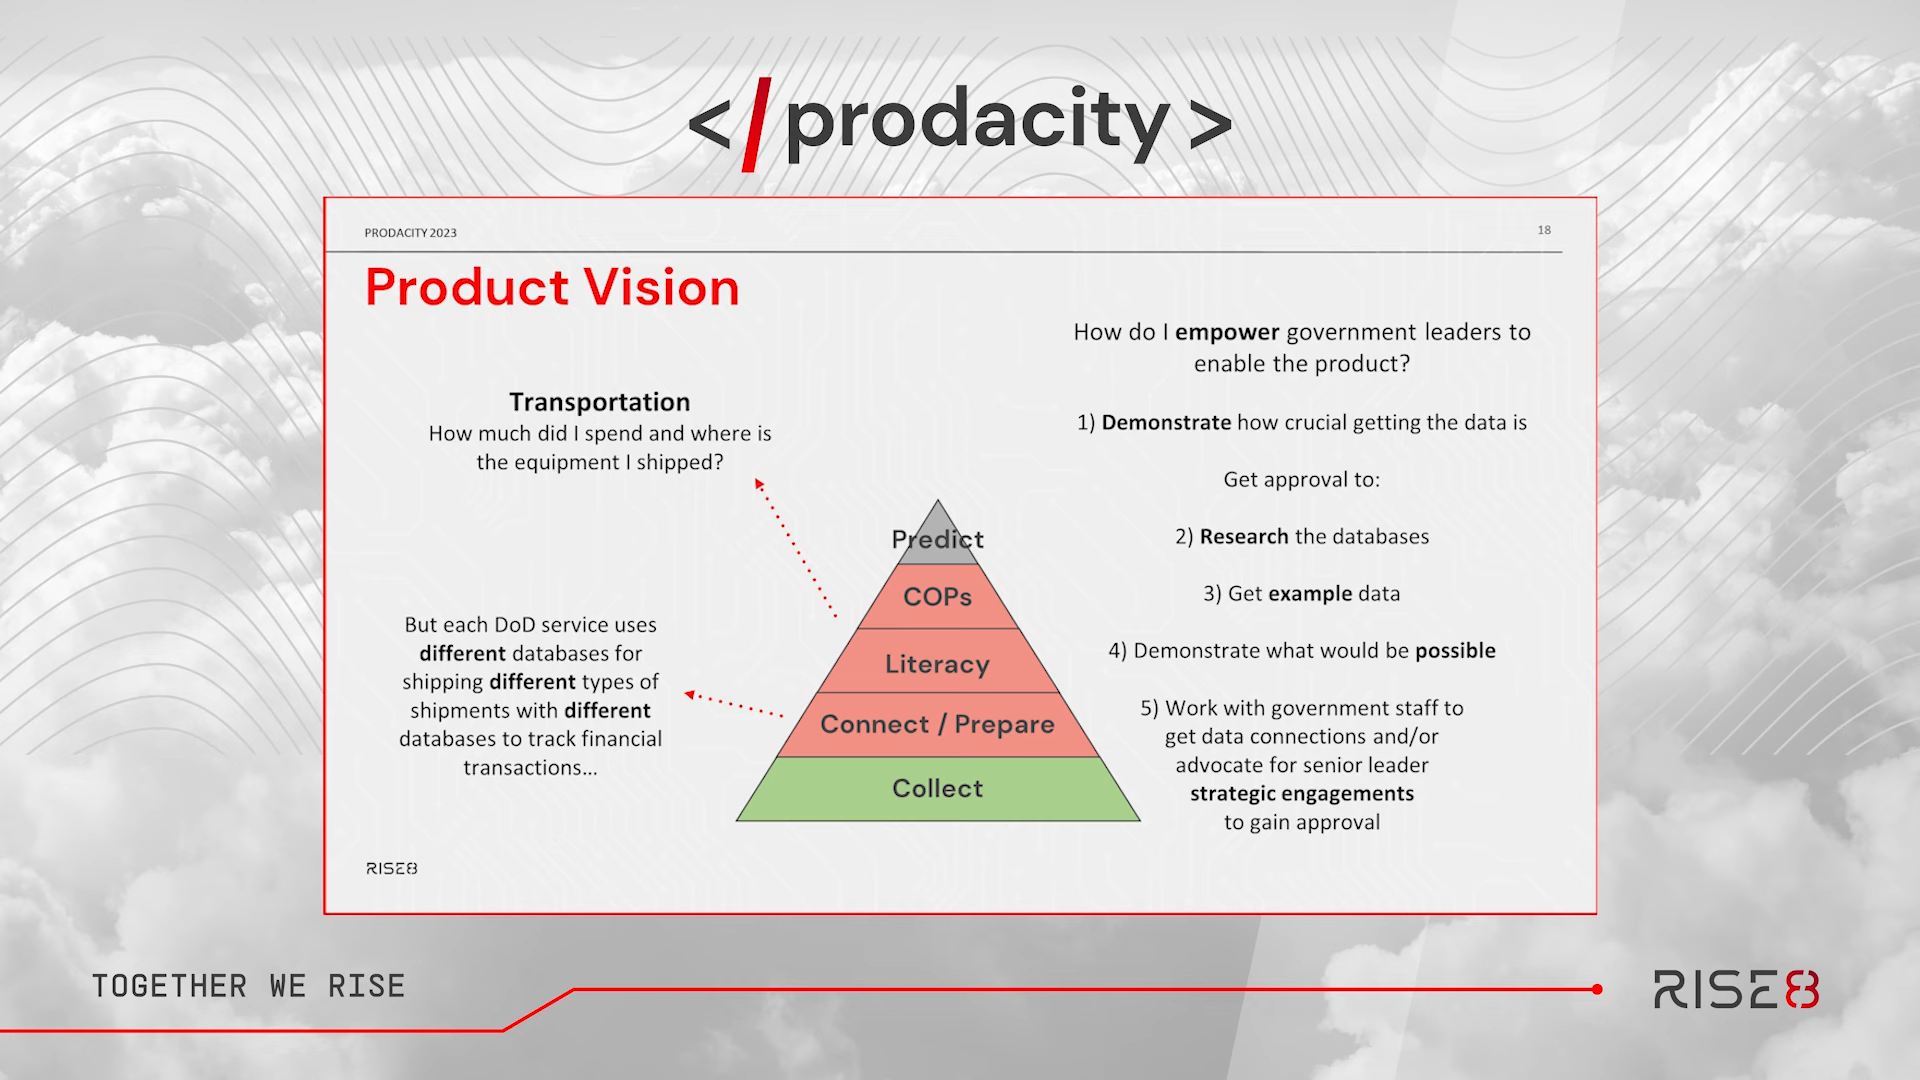 </prodacity>
PRODACITY 2023
18
Product Vision
Transportation
How much did I spend and where is
the equipment I shipped?
But each DoD service uses
different databases for
shipping different types of
shipments with different
databases to track financial
transactions...
Predict
COPs
Literacy
Connect / Prepare
Collect
How do I empower government leaders to
enable the product?
1) Demonstrate how crucial getting the data is
Get approval to:
2) Research the databases
3) Get example data
4) Demonstrate what would be possible
5) Work with government staff to
get data connections and/or
advocate for senior leader
strategic engagements
to gain approval
RISE8
TOGETHER WE RISE
RISE8